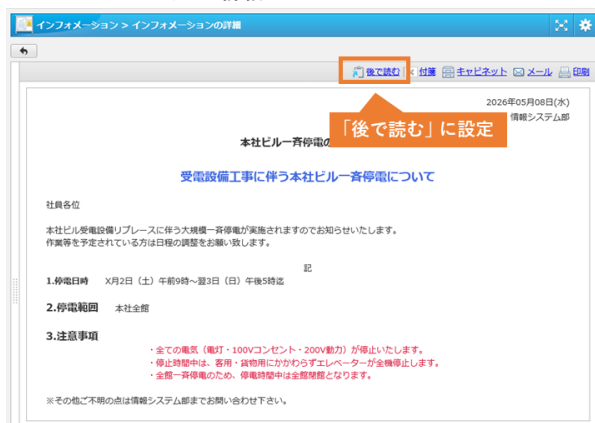 インフォメーション > インフォメーションの詳細
後で読む 付箋 キャビネット メール 印刷
2026年05月08日(水)
情報システム部
「後で読む」に設定
本社ビル一斉停電の
受電設備工事に伴う本社ビル一斉停電について
社員各位
本社ビル受電設備リプレースに伴う大規模一斉停電が実施されますのでお知らせいたします。
作業等を予定されている方は日程の調整をお願い致します。
記
1.停電日時 X月2日（土）午前9時～翌3日（日）午後5時迄
2.停電範囲 本社全館
3.注意事項
・全ての電気（電灯・100Vコンセント・200V動力）が停止いたします。
・停止時間中は、客用・貨物用にかかわらずエレベーターが全機停止します。
・全館一斉停電のため、停電時間中は全館閉館となります。
※その他ご不明の点は情報システム部までお問い合わせ下さい。